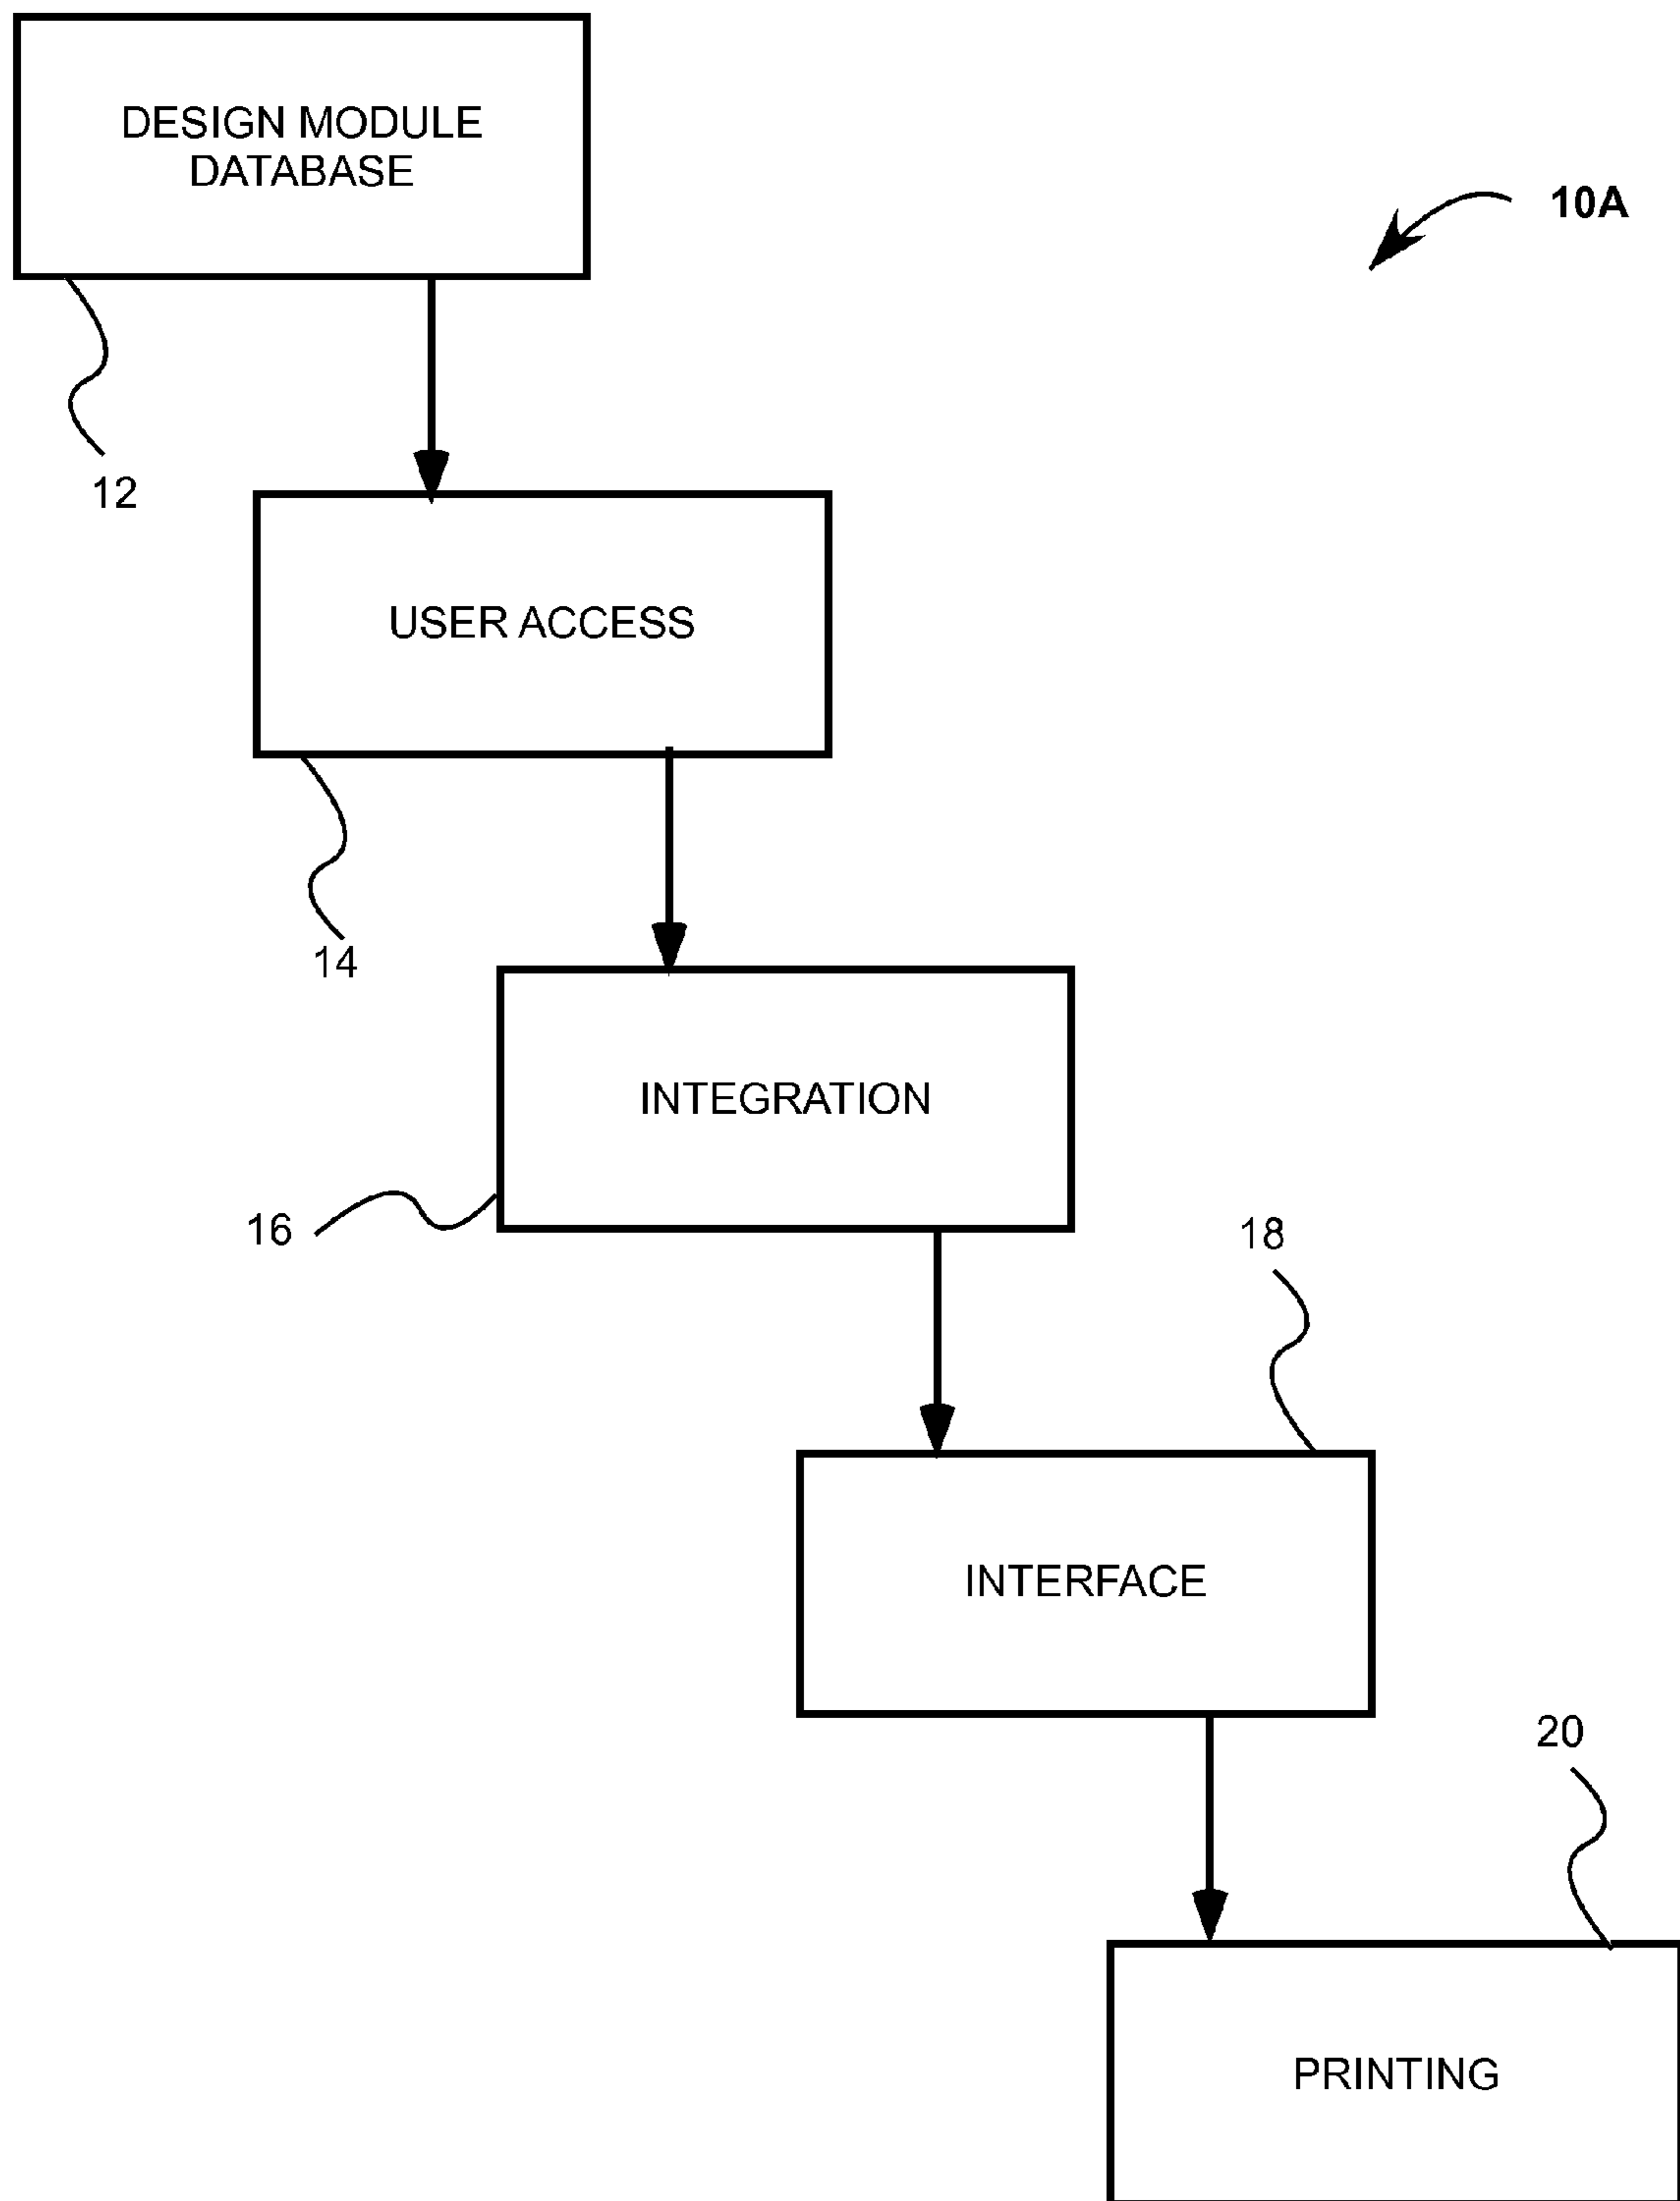 DESIGN MODULE
DATABASE
10A
12
USER ACCESS
14
INTEGRATION
16
18
INTERFACE
20
PRINTING